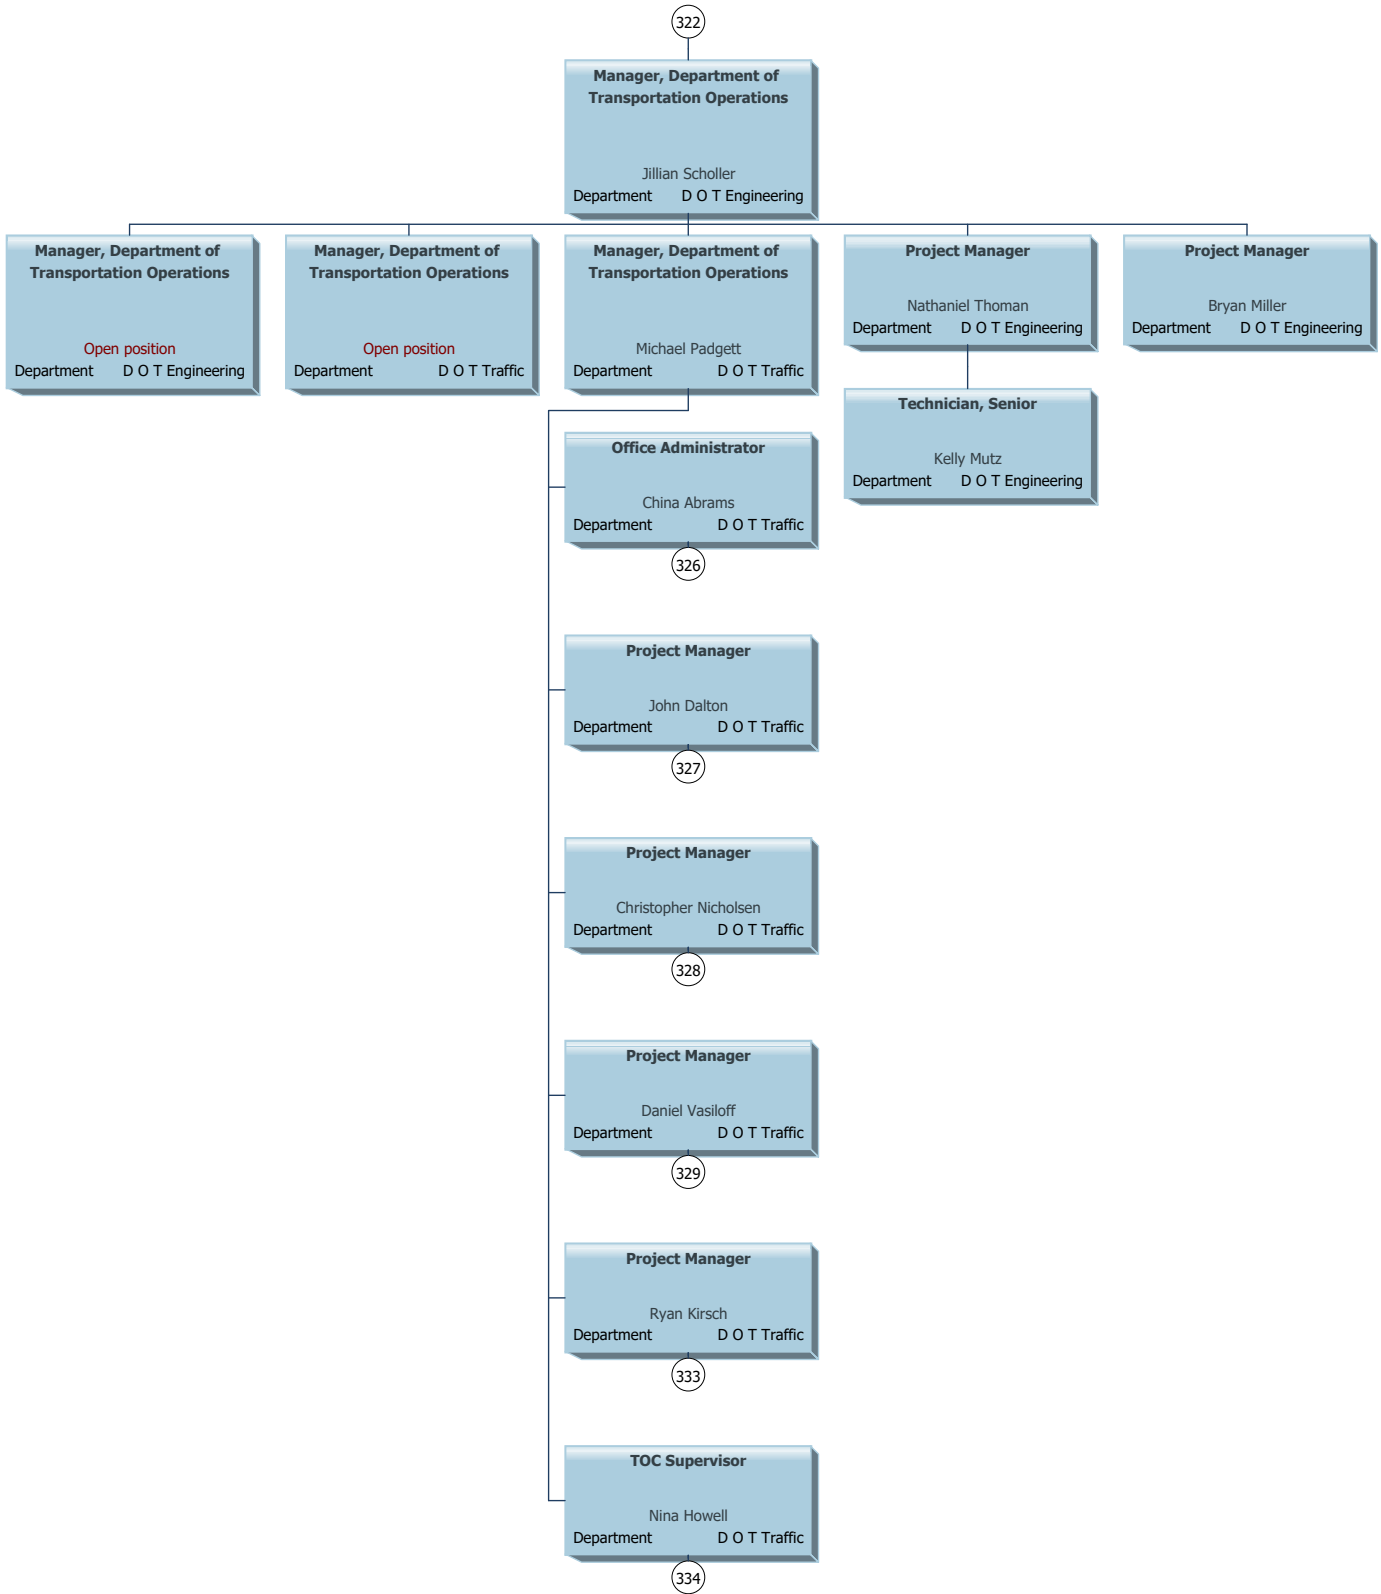 322
Manager, Department of
Transportation Operations
Jillian Scholler
Department D O T Engineering
Manager, Department of
Transportation Operations
Open position
Department D O T Engineering
Manager, Department of
Transportation Operations
Open position
Department D O T Traffic
Manager, Department of
Transportation Operations
Michael Padgett
Department D O T Traffic
Project Manager
Nathaniel Thoman
Department D O T Engineering
Project Manager
Bryan Miller
Department D O T Engineering
Technician, Senior
Kelly Mutz
Department D O T Engineering
Office Administrator
China Abrams
Department D O T Traffic
326
Project Manager
John Dalton
Department D O T Traffic
327
Project Manager
Christopher Nicholsen
Department D O T Traffic
328
Project Manager
Daniel Vasiloff
Department D O T Traffic
329
Project Manager
Ryan Kirsch
Department D O T Traffic
333
TOC Supervisor
Nina Howell
Department D O T Traffic
334